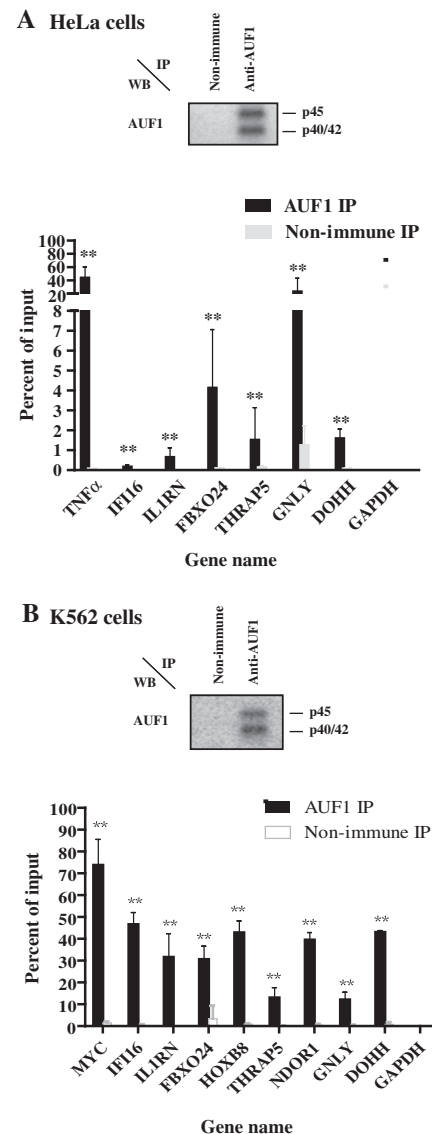 A HeLa cells
IP
WB
Non-immune
Anti-AUF1
AUF1
p45
p40/42
AUF1 IP
Non-immune IP
Percent of input
100
80
60
40
20
8
7
6
5
4
3
2
1
0
** ** ** ** ** ** **
TNFα IFI16 IL1RN FBXO24 THRAP5 GNLY DOHH GAPDH
Gene name
B K562 cells
IP
WB
Non-immune
Anti-AUF1
AUF1
p45
p40/42
AUF1 IP
Non-immune IP
Percent of input
100
90
80
70
60
50
40
30
20
10
0
** ** ** ** ** ** ** ** **
MYC IFI16 IL1RN FBXO24 HOXB8 THRAP5 NDOR1 GNLY DOHH GAPDH
Gene name